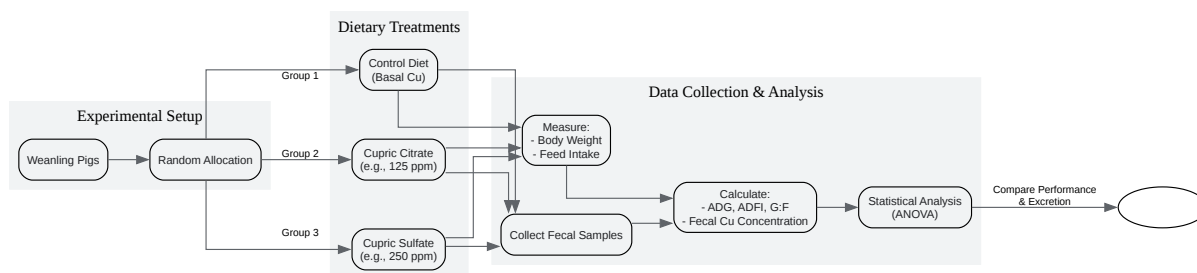 Dietary Treatments
Control Diet
(Basal Cu)
Group 1
Data Collection & Analysis
Experimental Setup
Measure:
- Body Weight
- Feed Intake
Weanling Pigs
Random Allocation
Group 2
Cupric Citrate
(e.g., 125 ppm)
Calculate:
- ADG, ADFI, G:F
- Fecal Cu Concentration
Statistical Analysis
(ANOVA)
Compare Performance
& Excretion
Group 3
Cupric Sulfate
(e.g., 250 ppm)
Collect Fecal Samples